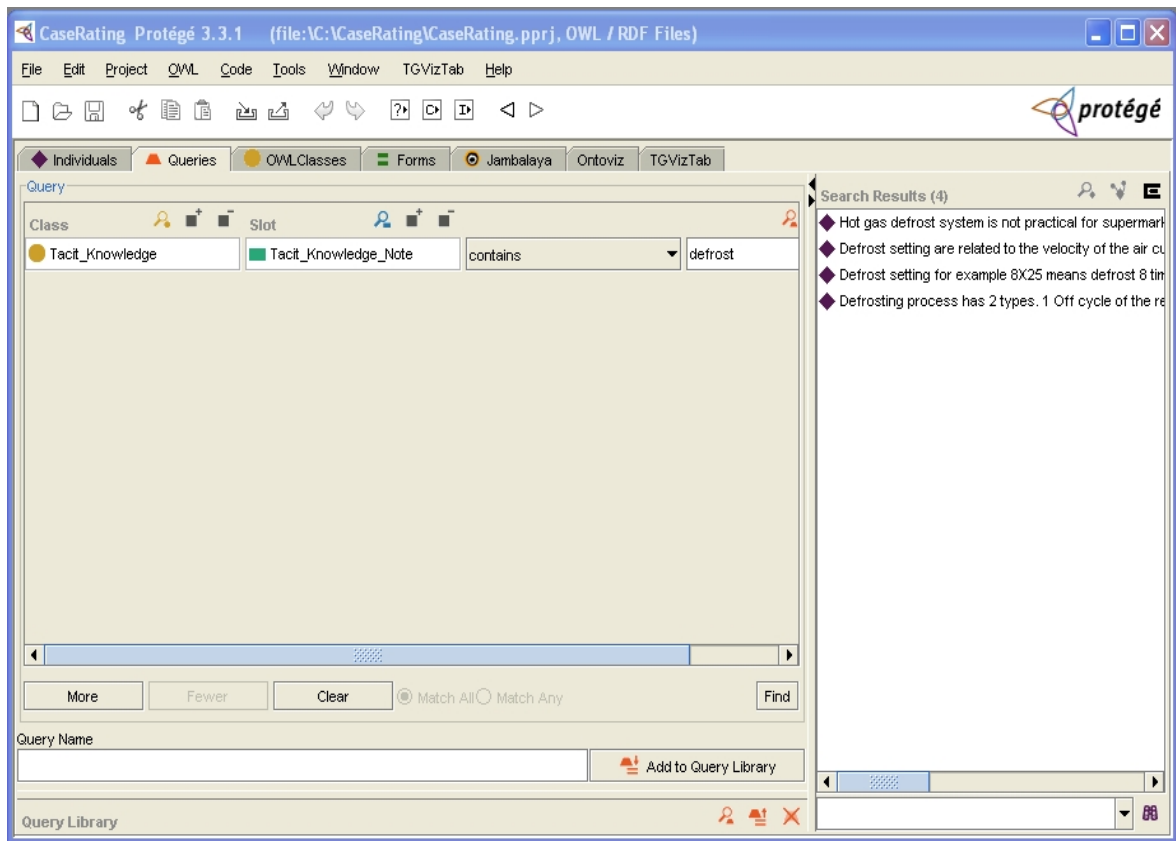 CaseRating Protégé 3.3.1 (file:\C:\CaseRating\CaseRating.pprj, OWL / RDF Files)
File Edit Project OWL Code Tools Window TGVizTab Help
protégé
Individuals Queries OWLClasses Forms Jambalaya Ontoviz TGVizTab
Query
Class Slot
Tacit_Knowledge Tacit_Knowledge_Note contains defrost
More Fewer Clear Match All Match Any Find
Query Name
Add to Query Library
Query Library
Search Results (4)
Hot gas defrost system is not practical for supermark
Defrost setting are related to the velocity of the air cu
Defrost setting for example 8X25 means defrost 8 tim
Defrosting process has 2 types. 1 Off cycle of the re